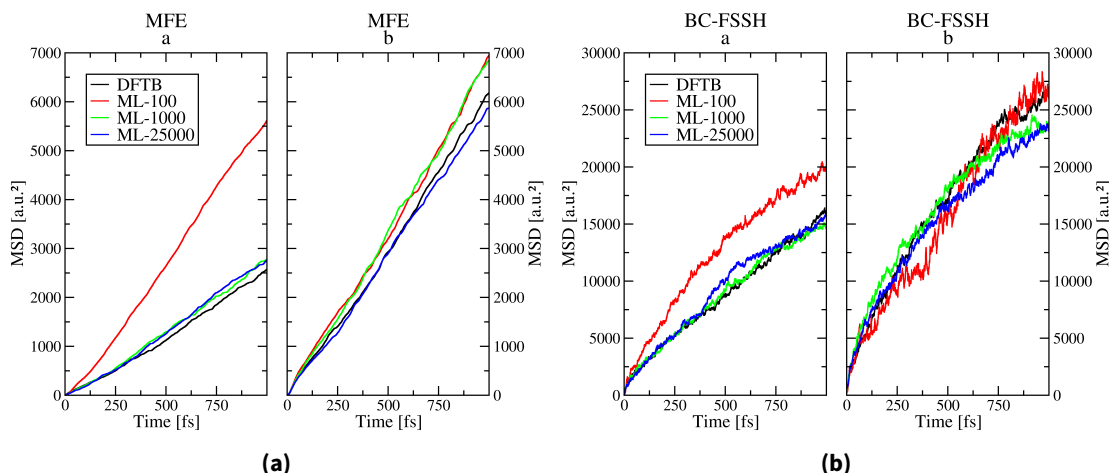 MFE
a
MFE
b
BC-FSSH
a
BC-FSSH
b
7000
6000
5000
4000
3000
2000
1000
0
MSD [a.u.²]
DFTB
ML-100
ML-1000
ML-25000
0 250 500 750
Time [fs]
0 250 500 750
Time [fs]
7000
6000
5000
4000
3000
2000
1000
0
MSD [a.u.²]
30000
25000
20000
15000
10000
5000
0
MSD [a.u.²]
DFTB
ML-100
ML-1000
ML-25000
0 250 500 750
Time [fs]
0 250 500 750
Time [fs]
30000
25000
20000
15000
10000
5000
0
MSD [a.u.²]
(a)
(b)